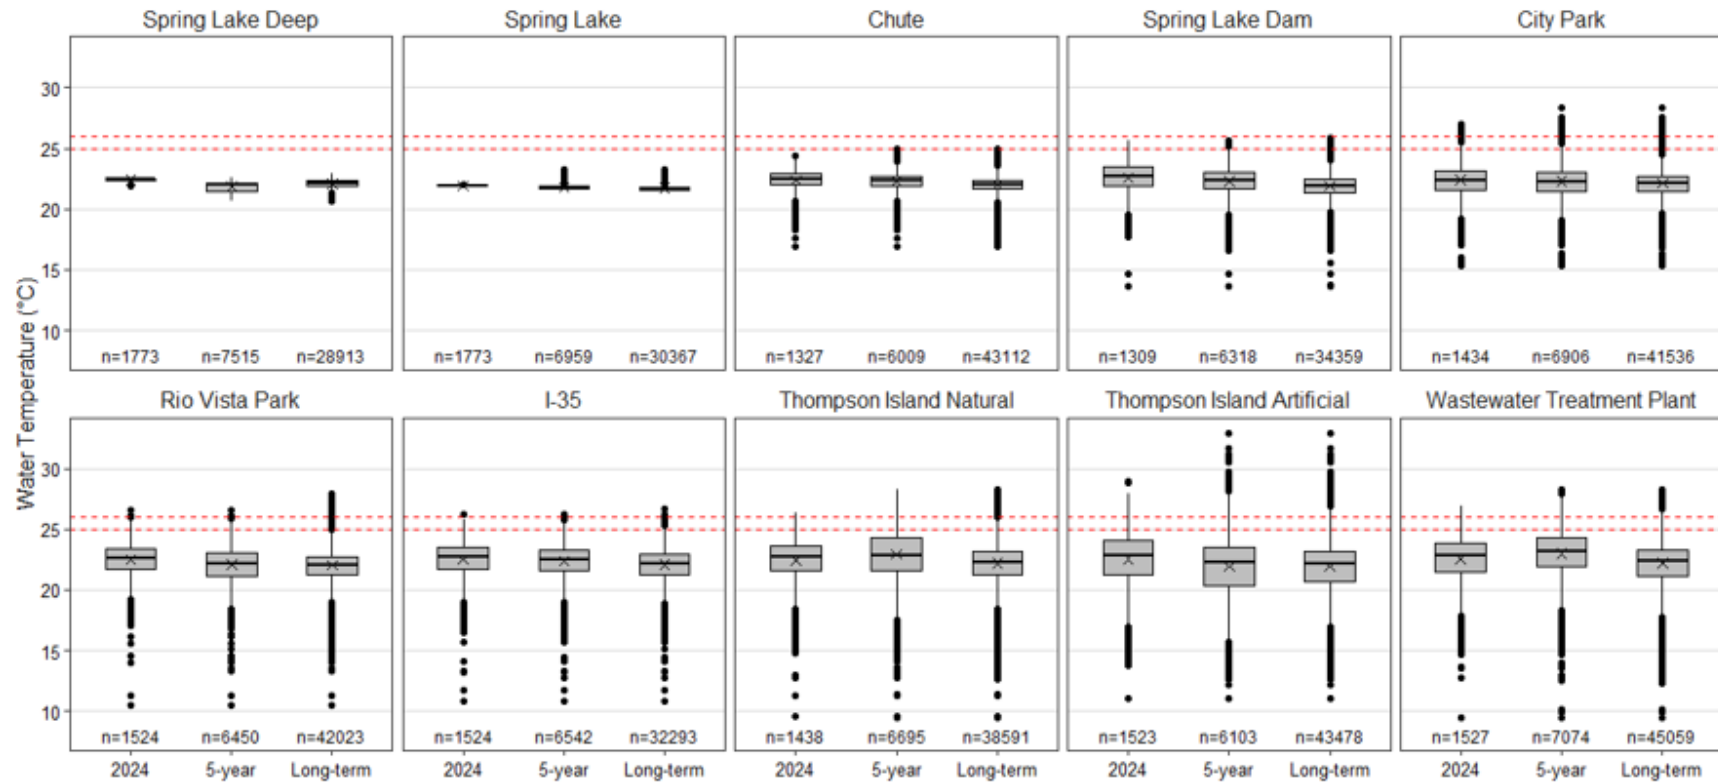 Spring Lake Deep Spring Lake Chute Spring Lake Dam City Park
30
25
20
15
10
n=1773 n=7515 n=28913 n=1773 n=6959 n=30367 n=1327 n=6009 n=43112 n=1309 n=6318 n=34359 n=1434 n=6906 n=41536
Water Temperature (°C)
Rio Vista Park I-35 Thompson Island Natural Thompson Island Artificial Wastewater Treatment Plant
30
25
20
15
10
n=1524 n=6450 n=42023 n=1524 n=6542 n=32293 n=1438 n=6695 n=38591 n=1523 n=6103 n=43478 n=1527 n=7074 n=45059
2024 5-year Long-term 2024 5-year Long-term 2024 5-year Long-term 2024 5-year Long-term 2024 5-year Long-term